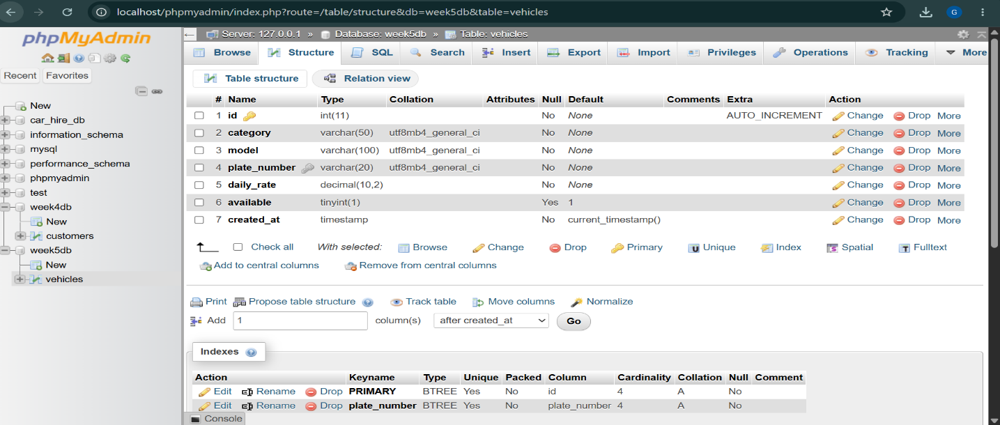 localhost/phpmyadmin/index.php?route=/table/structure&db=week5db&table=vehicles
G
phpMyAdmin
Recent Favorites
New
car_hire_db
information_schema
mysql
performance_schema
phpmyadmin
test
week4db
New
customers
week5db
New
vehicles
Server: 127.0.0.1 » Database: week5db » Table: vehicles
Browse Structure SQL Search Insert Export Import Privileges Operations Tracking More
Table structure Relation view
# Name Type Collation Attributes Null Default Comments Extra Action
1 id int(11) No None AUTO_INCREMENT Change Drop More
2 category varchar(50) utf8mb4_general_ci No None Change Drop More
3 model varchar(100) utf8mb4_general_ci No None Change Drop More
4 plate_number varchar(20) utf8mb4_general_ci No None Change Drop More
5 daily_rate decimal(10,2) No None Change Drop More
6 available tinyint(1) Yes 1 Change Drop More
7 created_at timestamp No current_timestamp() Change Drop More
Check all With selected: Browse Change Drop Primary Unique Index Spatial Fulltext
Add to central columns Remove from central columns
Print Propose table structure Track table Move columns Normalize
Add 1 column(s) after created_at Go
Indexes
Action Keyname Type Unique Packed Column Cardinality Collation Null Comment
Edit Rename Drop PRIMARY BTREE Yes No id 4 A No
Edit Rename Drop plate_number BTREE Yes No plate_number 4 A No
Console